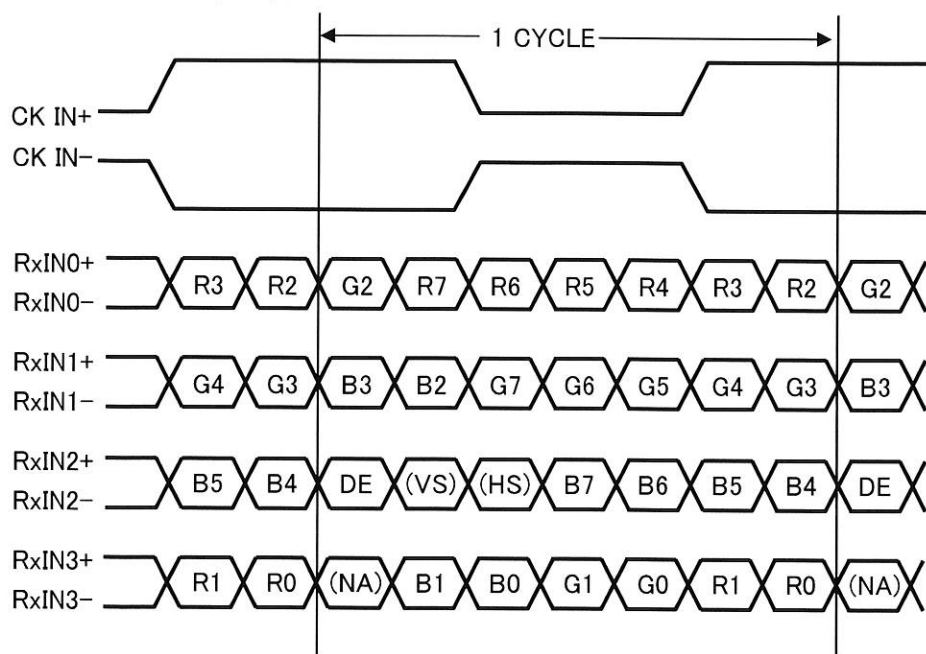 1 CYCLE
CK IN+
CK IN-
RxIN0+
RxIN0-
R3 R2 G2 R7 R6 R5 R4 R3 R2 G2
RxIN1+
RxIN1-
G4 G3 B3 B2 G7 G6 G5 G4 G3 B3
RxIN2+
RxIN2-
B5 B4 DE (VS) (HS) B7 B6 B5 B4 DE
RxIN3+
RxIN3-
R1 R0 (NA) B1 B0 G1 G0 R1 R0 (NA)